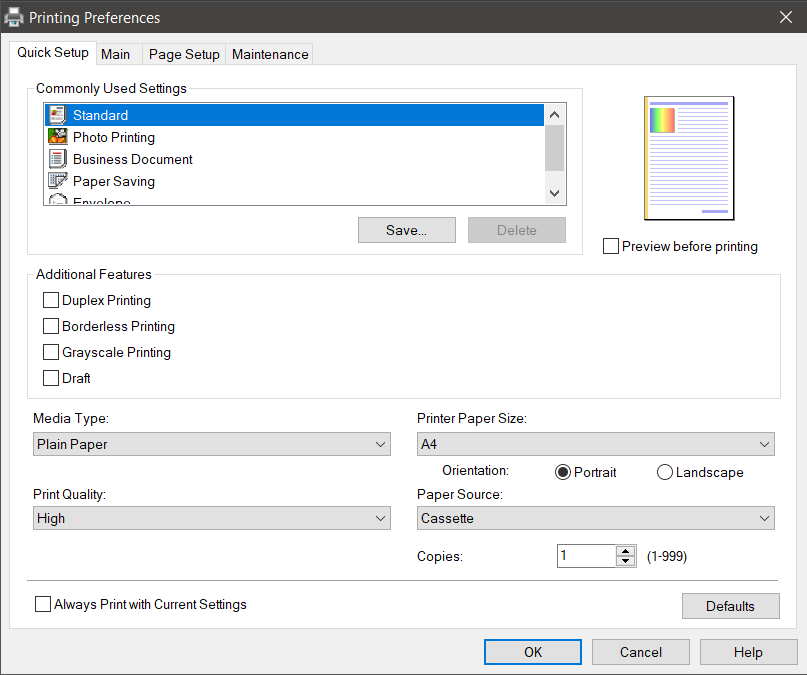 Printing Preferences
Quick Setup Main Page Setup Maintenance
Commonly Used Settings
Standard
Photo Printing
Business Document
Paper Saving
Envelope
Save... Delete
Preview before printing
Additional Features
Duplex Printing
Borderless Printing
Grayscale Printing
Draft
Media Type: Printer Paper Size:
Plain Paper A4
Orientation: Portrait Landscape
Print Quality: Paper Source:
High Cassette
Copies: 1 (1-999)
Always Print with Current Settings Defaults
OK Cancel Help